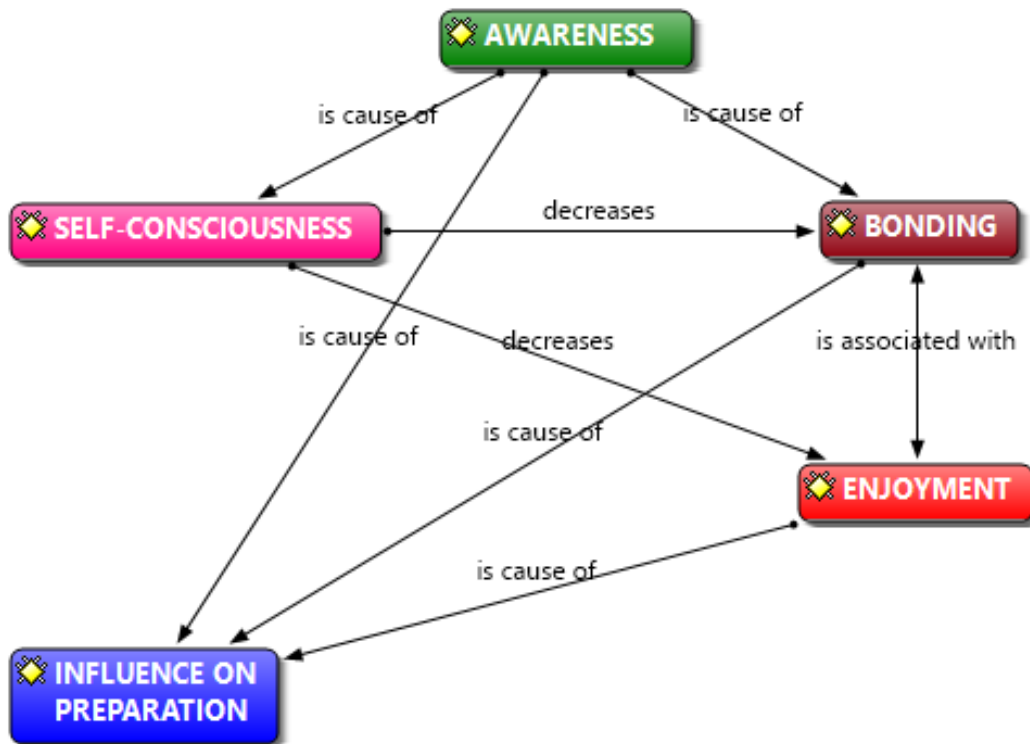 AWARENESS
is cause of
is cause of
SELF-CONSCIOUSNESS
decreases
BONDING
is cause of
decreases
is associated with
is cause of
ENJOYMENT
is cause of
INFLUENCE ON
PREPARATION